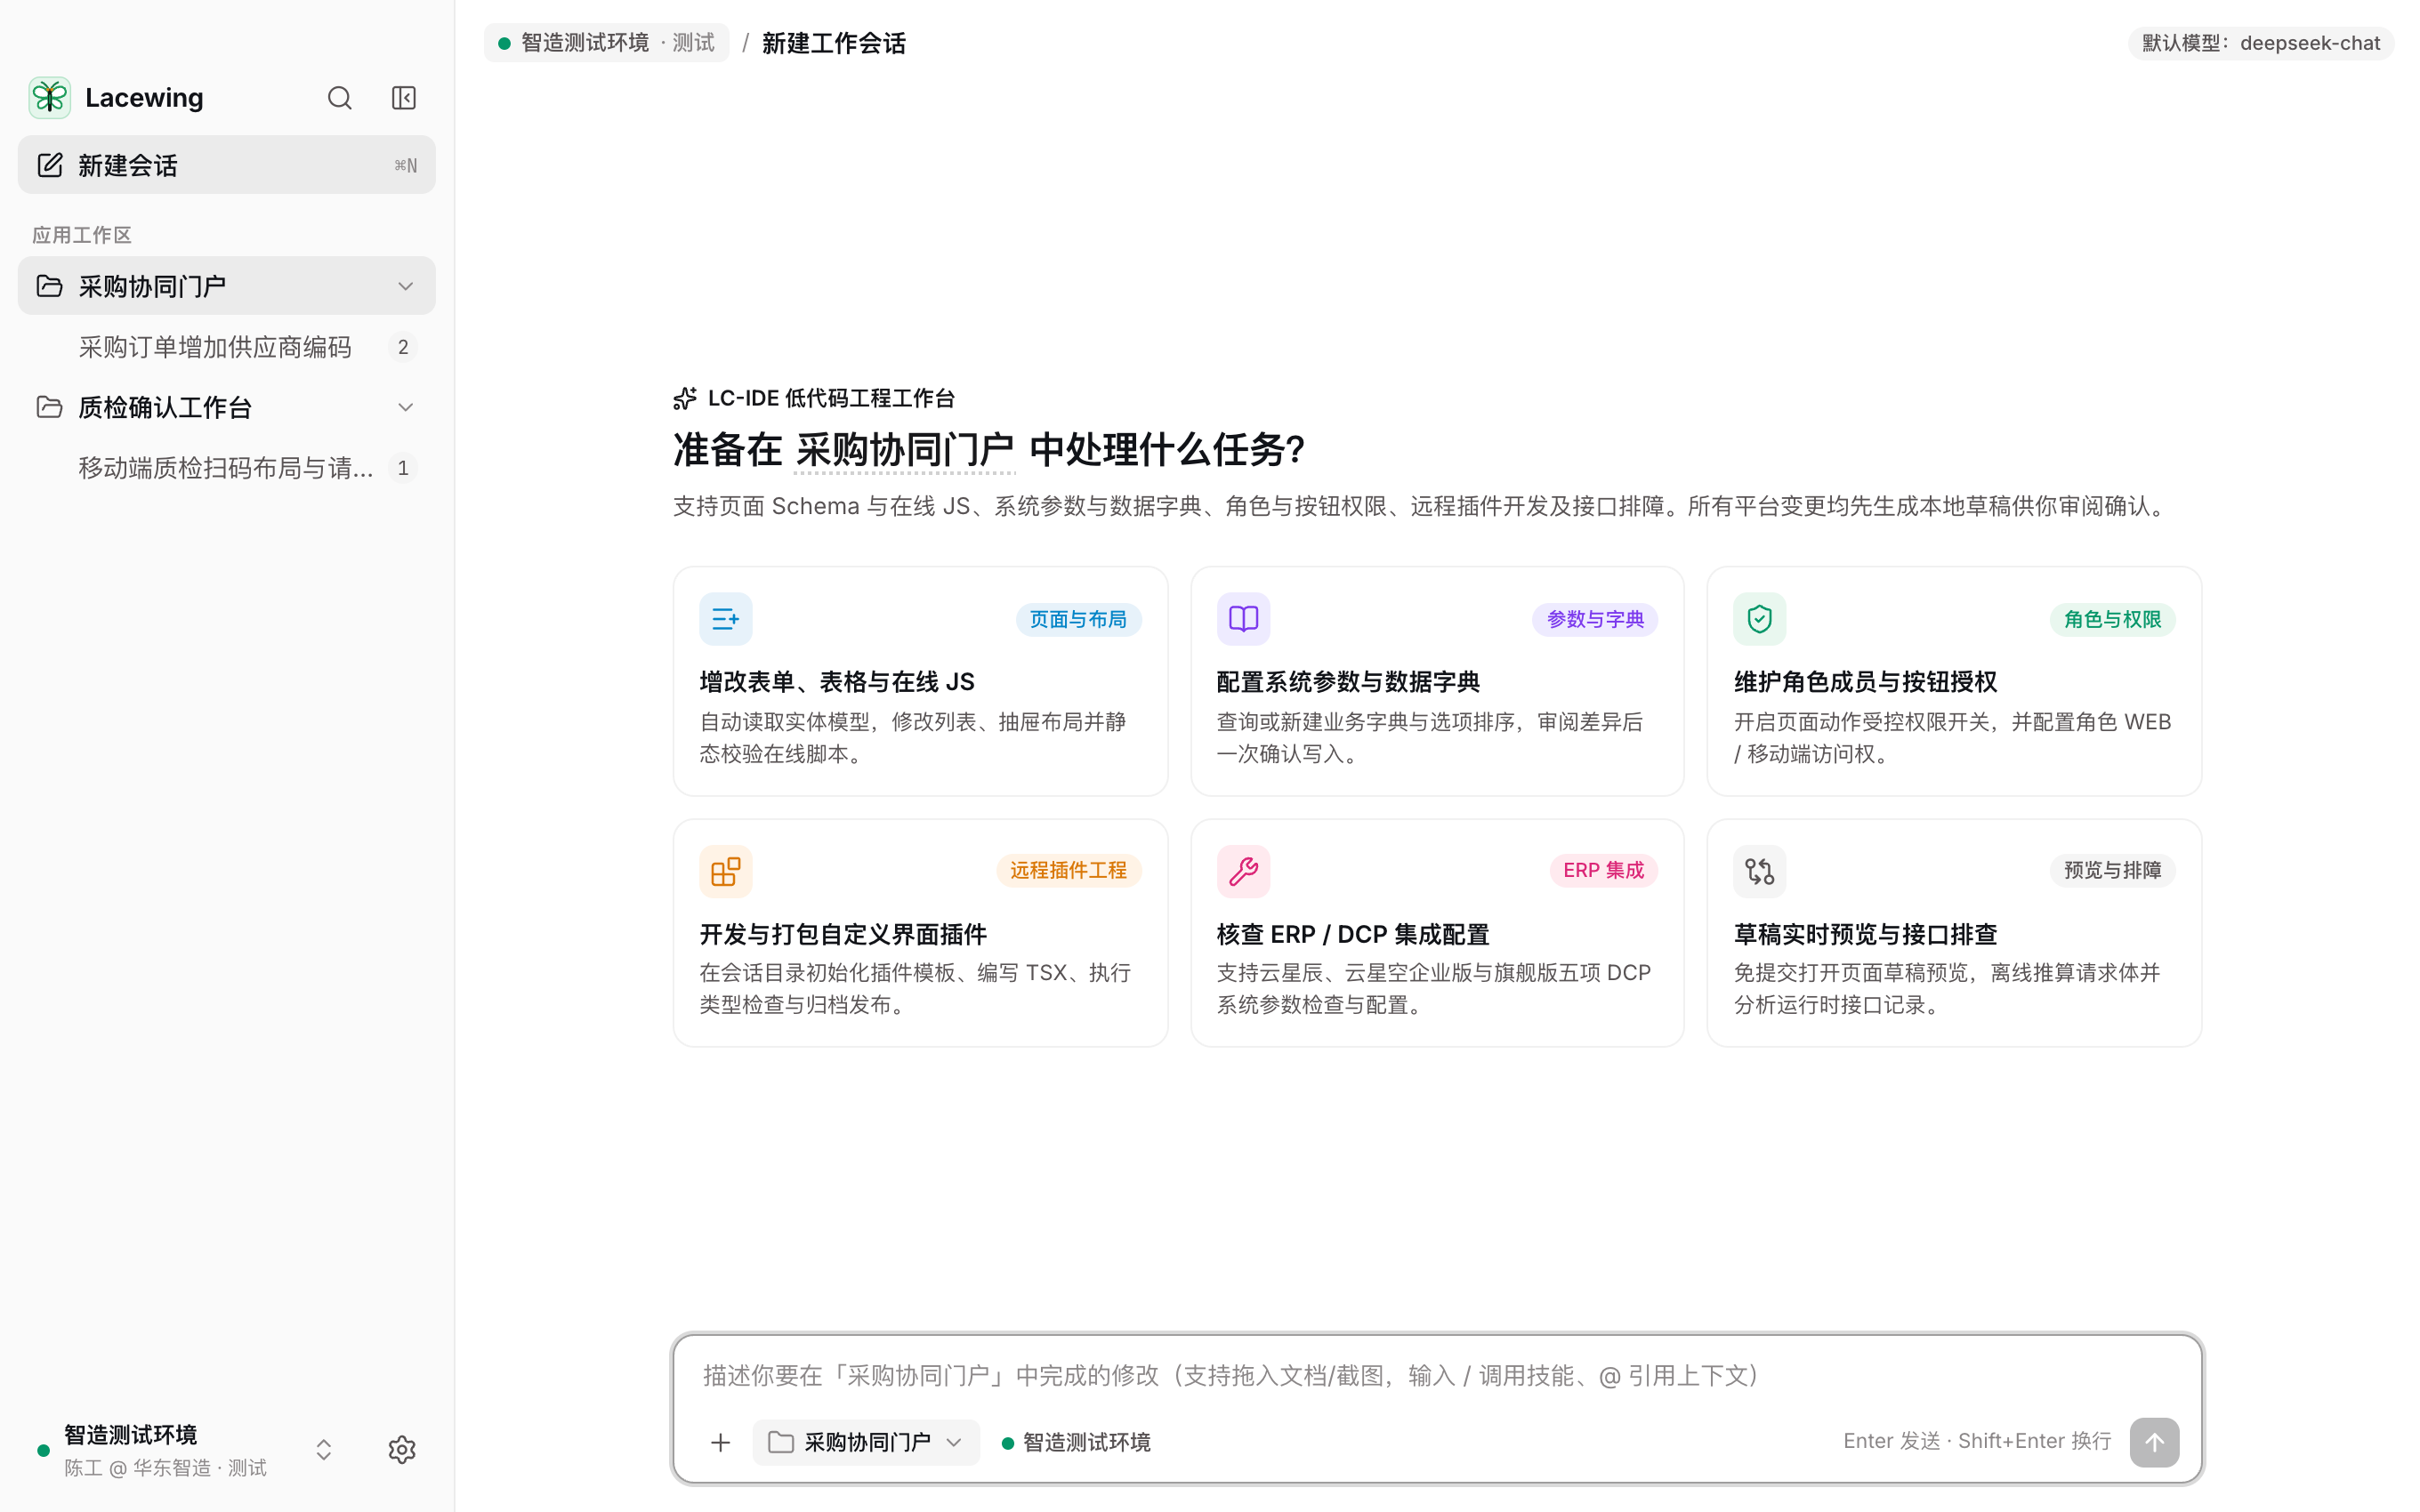 Lacewing
新建会话
⌘N
应用工作区
采购协同门户
采购订单增加供应商编码
2
质检确认工作台
移动端质检扫码布局与请...
1
智造测试环境
陈工 @ 华东智造 · 测试
智造测试环境 · 测试 / 新建工作会话
默认模型：deepseek-chat
LC-IDE 低代码工程工作台
准备在 采购协同门户 中处理什么任务?
支持页面 Schema 与在线 JS、系统参数与数据字典、角色与按钮权限、远程插件开发及接口排障。所有平台变更均先生成本地草稿供你审阅确认。
页面与布局
增改表单、表格与在线 JS
自动读取实体模型，修改列表、抽屉布局并静
态校验在线脚本。
参数与字典
配置系统参数与数据字典
查询或新建业务字典与选项排序，审阅差异后
一次确认写入。
角色与权限
维护角色成员与按钮授权
开启页面动作受控权限开关，并配置角色 WEB
/ 移动端访问权。
远程插件工程
开发与打包自定义界面插件
在会话目录初始化插件模板、编写 TSX、执行
类型检查与归档发布。
ERP 集成
核查 ERP / DCP 集成配置
支持云星辰、云星空企业版与旗舰版五项 DCP
系统参数检查与配置。
预览与排障
草稿实时预览与接口排查
免提交打开页面草稿预览，离线推算请求体并
分析运行时接口记录。
描述你要在「采购协同门户」中完成的修改（支持拖入文档/截图，输入 / 调用技能、@ 引用上下文）
采购协同门户
智造测试环境
Enter 发送 · Shift+Enter 换行